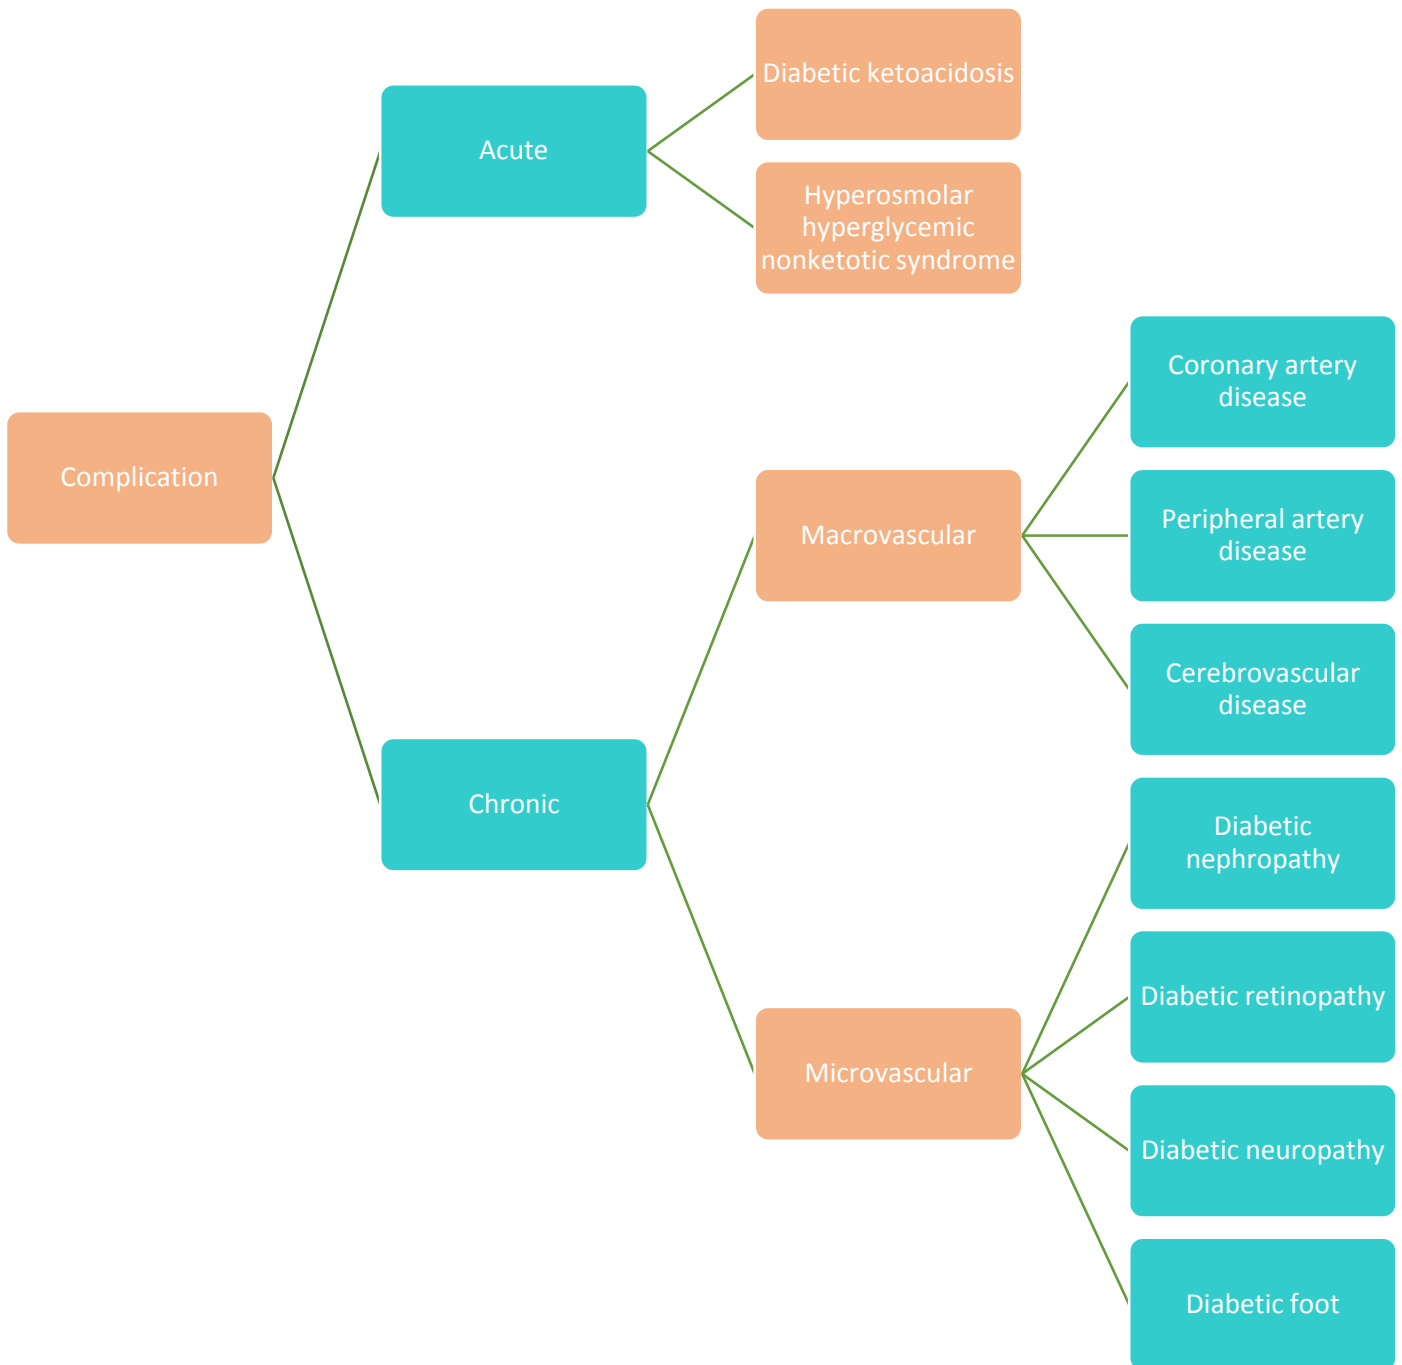 Diabetic ketoacidosis
Acute
Hyperosmolar
hyperglycemic
nonketotic syndrome
Coronary artery
disease
Complication
Macrovascular
Peripheral artery
disease
Cerebrovascular
disease
Chronic
Diabetic
nephropathy
Diabetic retinopathy
Microvascular
Diabetic neuropathy
Diabetic foot